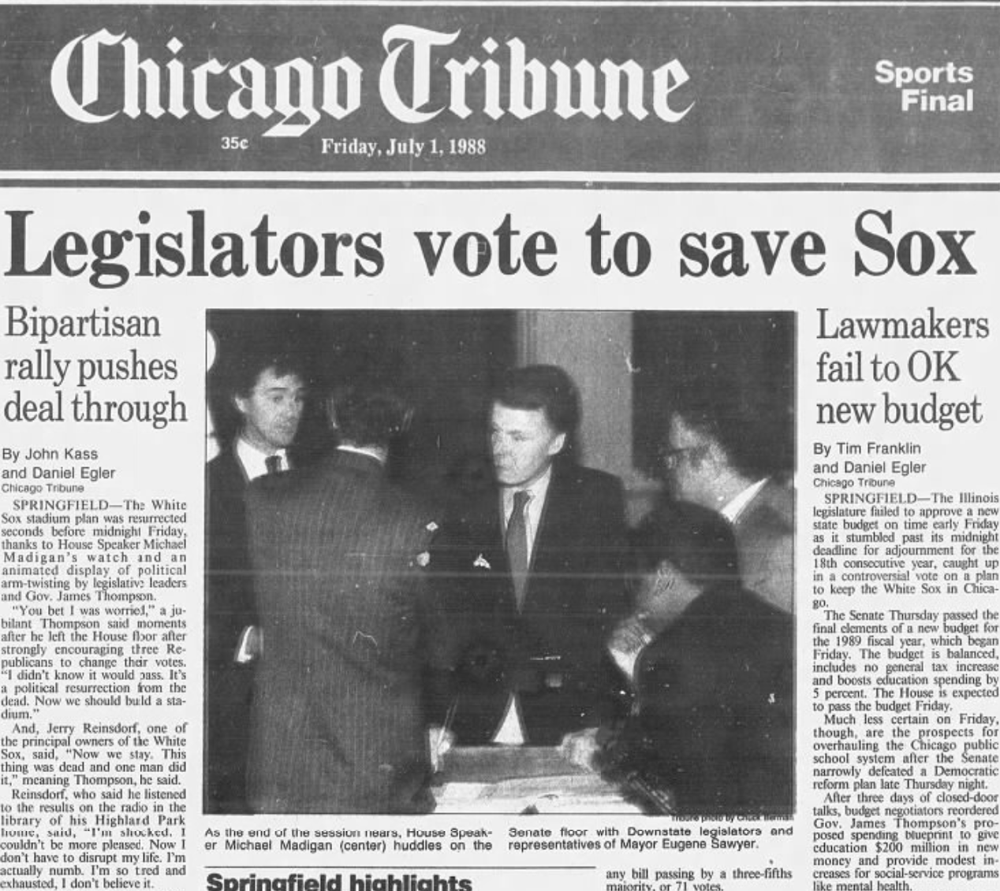 Chicago Tribune
Sports
Final
35¢
Friday, July 1, 1988
Legislators vote to save Sox
Bipartisan
rally pushes
deal through
By John Kass
and Daniel Egler
Chicago Tribune
SPRINGFIELD—The White
Sox stadium plan was resurrected
seconds before midnight Friday,
thanks to House Speaker Michael
Madigan's watch and an
animated display of political
arm-twisting by legislative leaders
and Gov. James Thompson.
"You bet I was worried," a ju-
bilant Thompson said moments
after he left the House floor after
strongly encouraging three Re-
publicans to change their votes.
"I didn't know it would pass. It's
a political resurrection from the
dead. Now we should build a sta-
dium."
And, Jerry Reinsdorf, one of
the principal owners of the White
Sox, said, "Now we stay. This
thing was dead and one man did
it," meaning Thompson, he said.
Reinsdorf, who said he listened
to the results on the radio in the
library of his Highland Park
home, said, "I'm shocked. I
couldn't be more pleased. Now I
don't have to disrupt my life. I'm
actually numb. I'm so tired and
exhausted, I don't believe it.
Tribune photo by Chuck Berman
As the end of the session nears, House Speak-
er Michael Madigan (center) huddles on the
Senate floor with Downstate legislators and
representatives of Mayor Eugene Sawyer.
Springfield highlights
any bill passing by a three-fifths
majority, or 71 votes.
Lawmakers
fail to OK
new budget
By Tim Franklin
and Daniel Egler
Chicago Tribune
SPRINGFIELD—The Illinois
legislature failed to approve a new
state budget on time early Friday
as it stumbled past its midnight
deadline for adjournment for the
18th consecutive year, caught up
in a controversial vote on a plan
to keep the White Sox in Chica-
go.
The Senate Thursday passed the
final elements of a new budget for
the 1989 fiscal year, which began
Friday. The budget is balanced,
includes no general tax increase
and boosts education spending by
5 percent. The House is expected
to pass the budget Friday.
Much less certain on Friday,
though, are the prospects for
overhauling the Chicago public
school system after the Senate
narrowly defeated a Democratic
reform plan late Thursday night.
After three days of closed-door
talks, budget negotiators reordered
Gov. James Thompson's pro-
posed spending blueprint to give
education $200 million in new
money and provide modest in-
creases for social-service programs
like mental health.